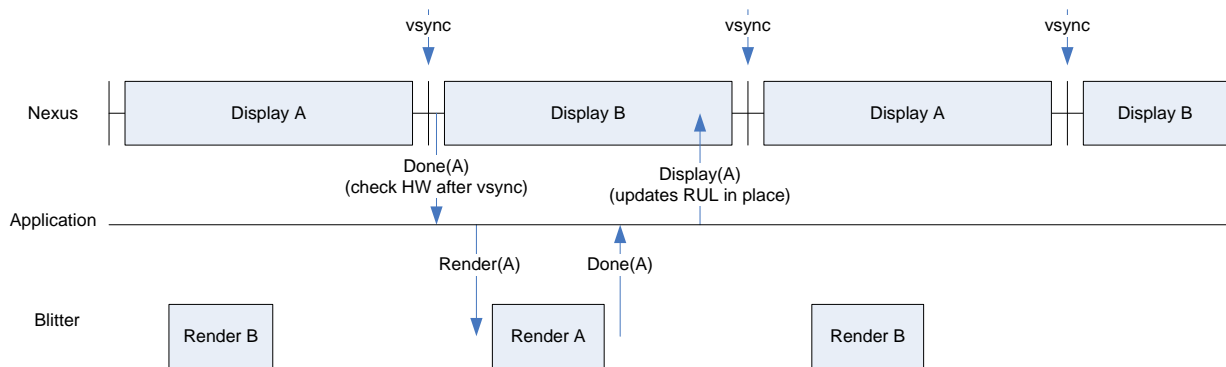 vsync
vsync
vsync
Nexus
Display A
Display B
Display A
Display B
Done(A)
(check HW after vsync)
Display(A)
(updates RUL in place)
Application
Render(A)
Done(A)
Blitter
Render B
Render A
Render B